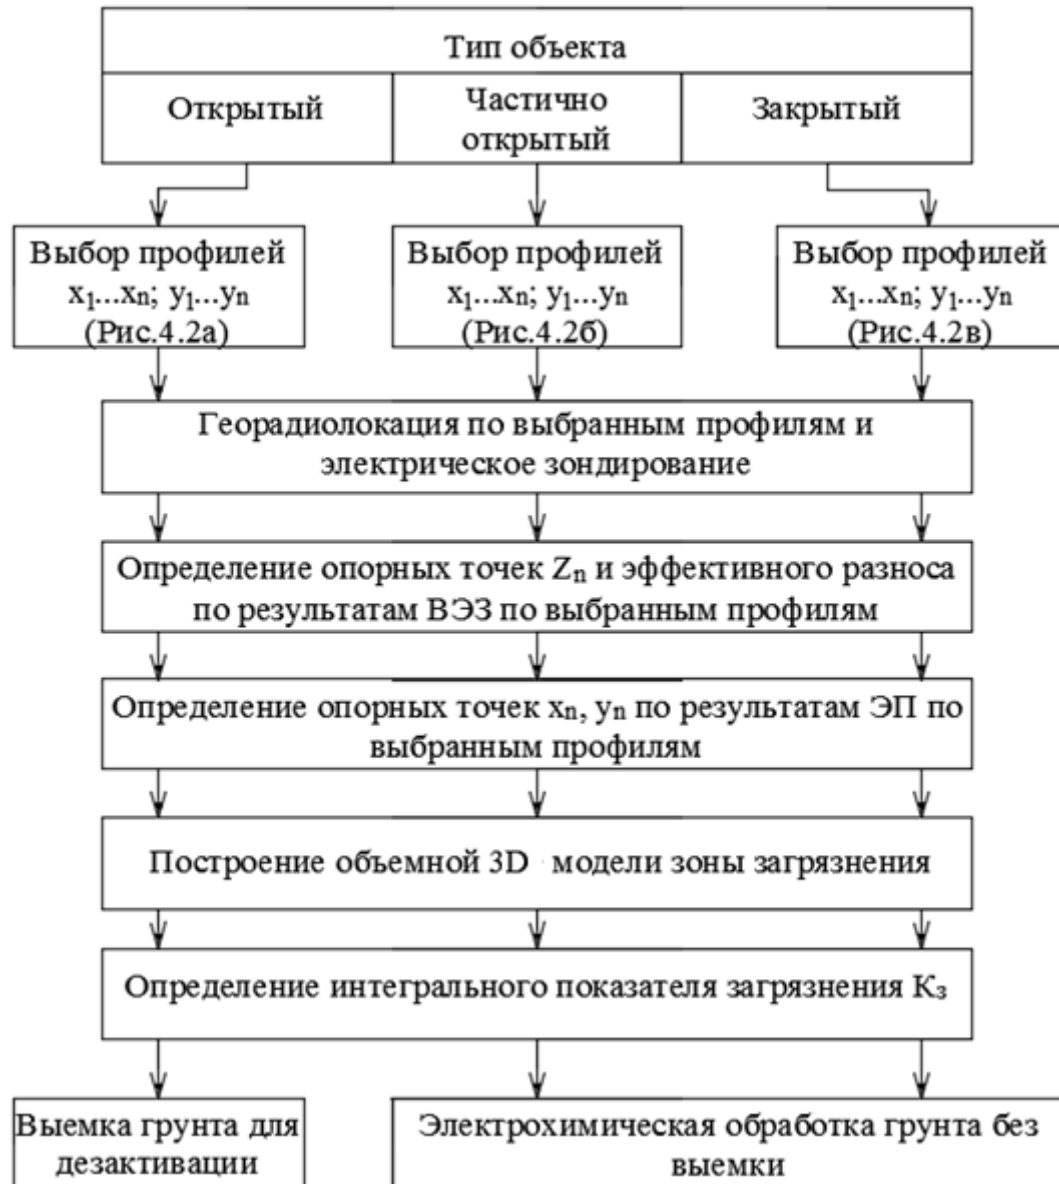 Тип объекта
Открытый
Частично
открытый
Закрытый
Выбор профилей
x₁...xₙ; y₁...yₙ
(Рис.4.2а)
Выбор профилей
x₁...xₙ; y₁...yₙ
(Рис.4.2б)
Выбор профилей
x₁...xₙ; y₁...yₙ
(Рис.4.2в)
Георадиолокация по выбранным профилям и
электрическое зондирование
Определение опорных точек Zₙ и эффективного разноса
по результатам ВЭЗ по выбранным профилям
Определение опорных точек xₙ, yₙ по результатам ЭП по
выбранным профилям
Построение объемной 3D модели зоны загрязнения
Определение интегрального показателя загрязнения Кз
Выемка грунта для
дезактивации
Электрохимическая обработка грунта без
выемки